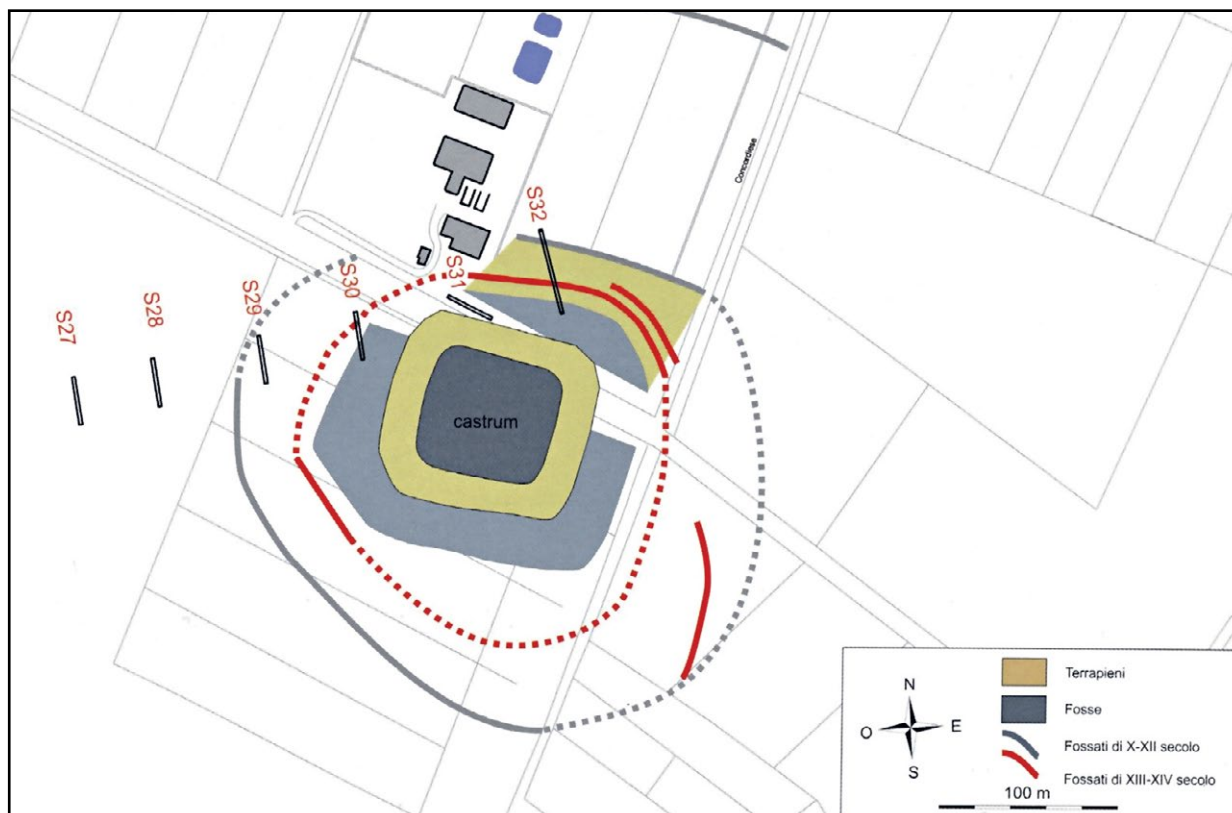 Concordiese
S32
S31
S30
S29
S28
S27
castrum
N
O
E
S
Terrapieni
Fosse
Fossati di X-XII secolo
Fossati di XIII-XIV secolo
100 m